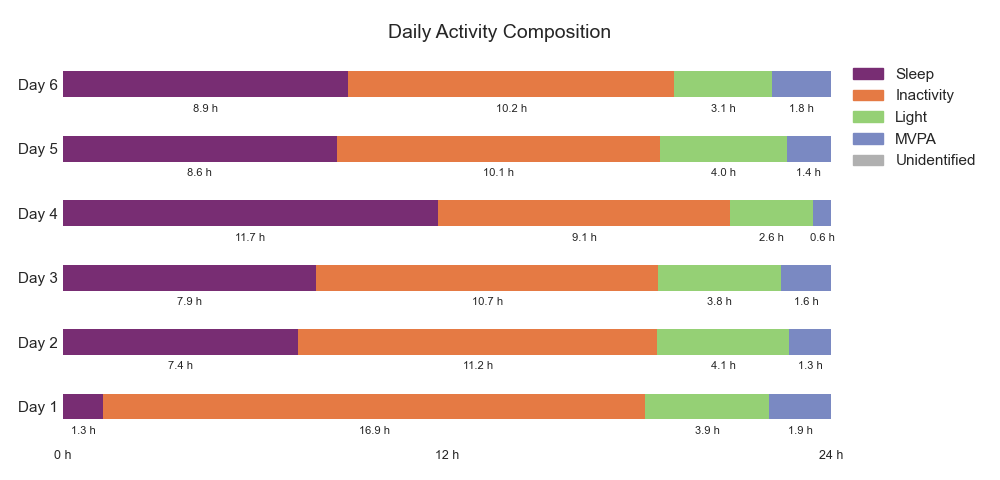 Daily Activity Composition
Day 6
8.9 h 10.2 h 3.1 h 1.8 h
Day 5
8.6 h 10.1 h 4.0 h 1.4 h
Day 4
11.7 h 9.1 h 2.6 h 0.6 h
Day 3
7.9 h 10.7 h 3.8 h 1.6 h
Day 2
7.4 h 11.2 h 4.1 h 1.3 h
Day 1
1.3 h 16.9 h 3.9 h 1.9 h
0 h 12 h 24 h
Sleep
Inactivity
Light
MVPA
Unidentified